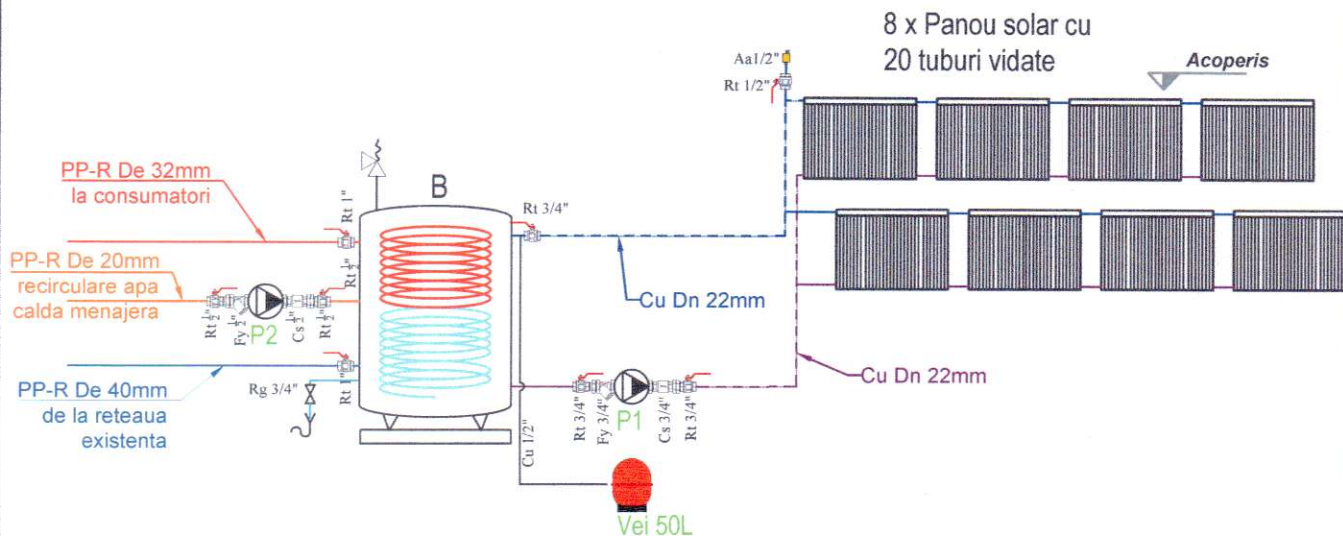 8 x Panou solar cu
20 tuburi vidate
Acoperis
Aa1/2"
Rt 1/2"
PP-R De 32mm
la consumatori
Rt 1"
B
Rt 3/4"
PP-R De 20mm
recirculare apa
calda menajera
Rt 1/2"
Rt 1/2"
Fy 1/2"
P2
Cs 1/2"
Rt 1/2"
Cu Dn 22mm
PP-R De 40mm
de la reteaua
existenta
Rt 1"
Rg 3/4"
Cu Dn 22mm
Rt 3/4"
Fy 3/4"
P1
Cs 3/4"
Rt 3/4"
Cu 1/2"
Vei 50L